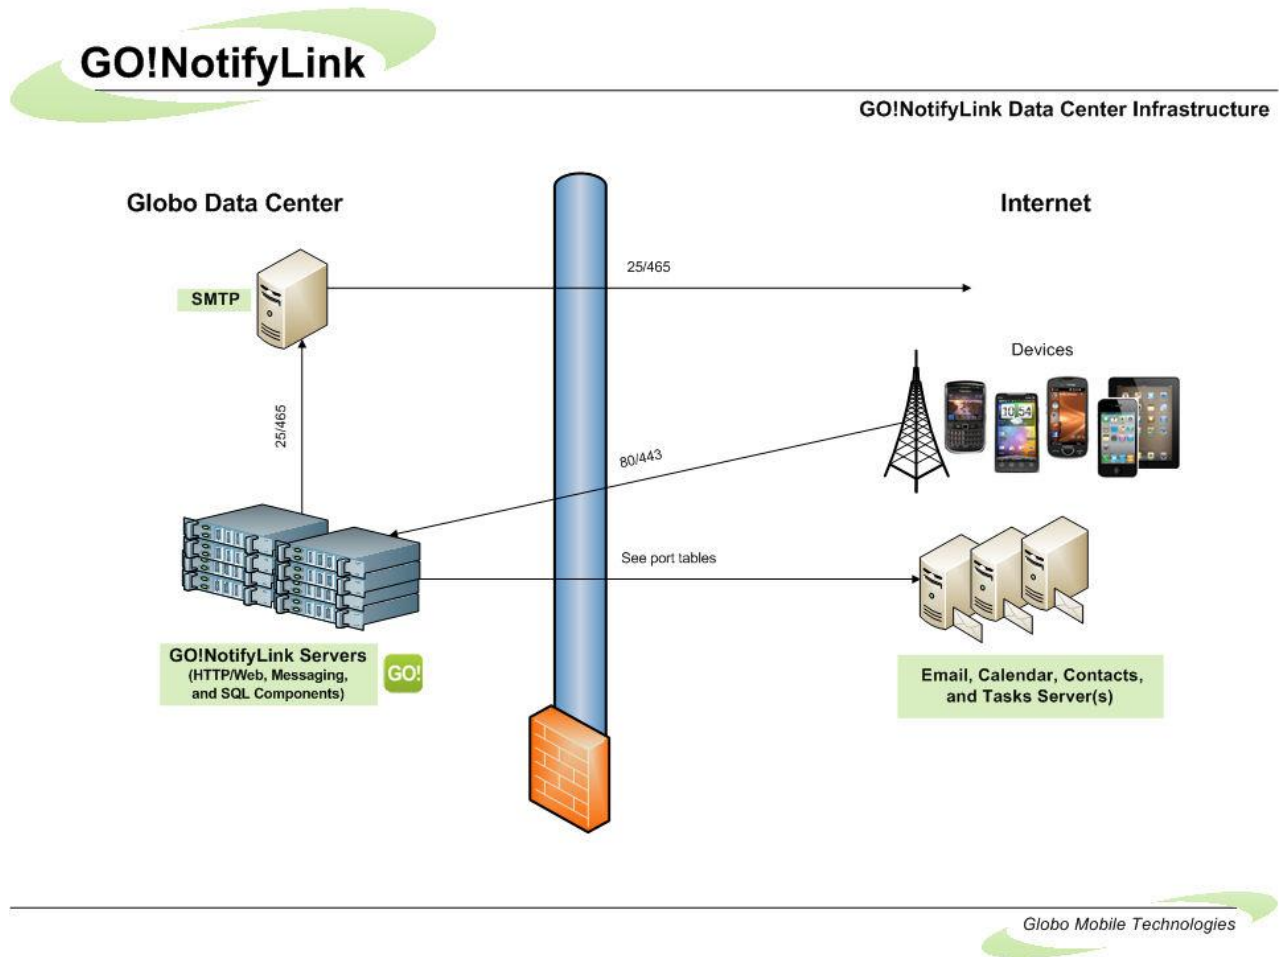 GO!NotifyLink
GO!NotifyLink Data Center Infrastructure
Globo Data Center
Internet
25/465
SMTP
Devices
25/465
10:54
80/443
See port tables
GO!NotifyLink Servers
(HTTP/Web, Messaging,
and SQL Components)
GO!
Email, Calendar, Contacts,
and Tasks Server(s)
Globo Mobile Technologies